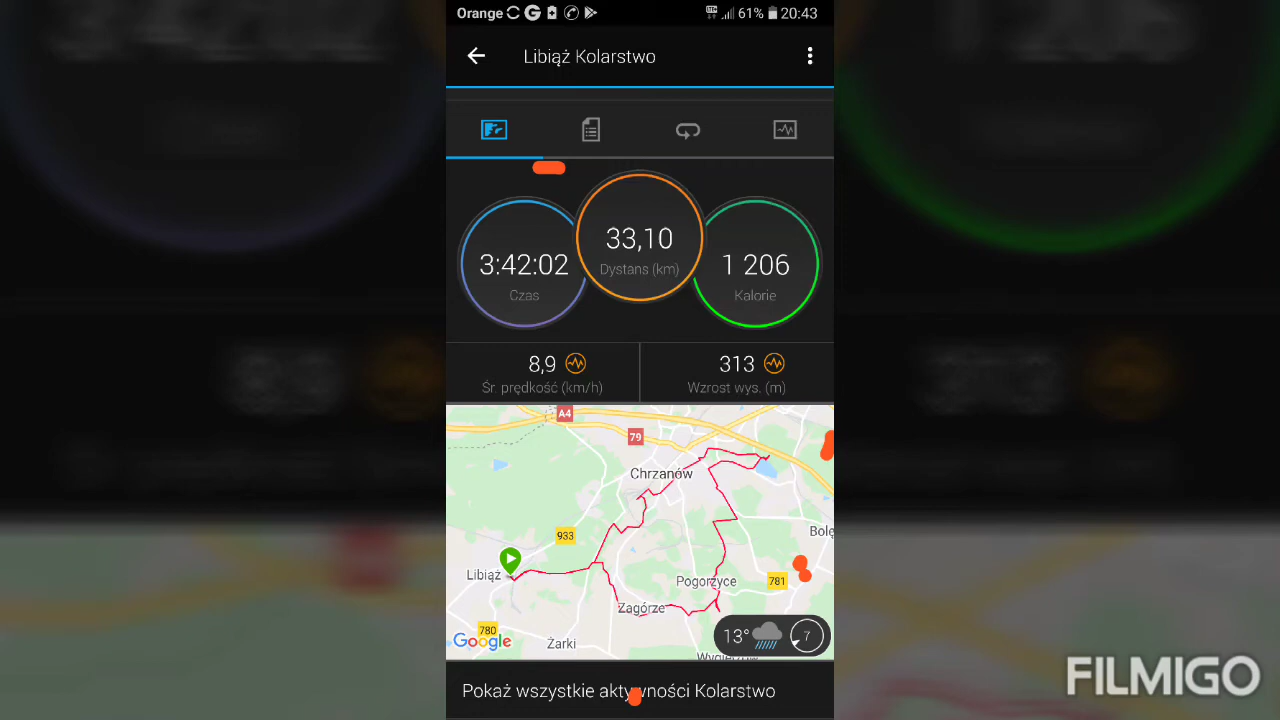 Orange 61% 20:43
Libiąż Kolarstwo
33,10
Dystans (km)
3:42:02
Czas
1 206
Kalorie
8,9
Śr. prędkość (km/h)
313
Wzrost wys. (m)
A4
79
Chrzanów
933
Bolę
Libiąż
Pogorzyce
781
Zagórze
780
Google
Żarki
13°
7
Pokaż wszystkie aktywności Kolarstwo
FILMIGO